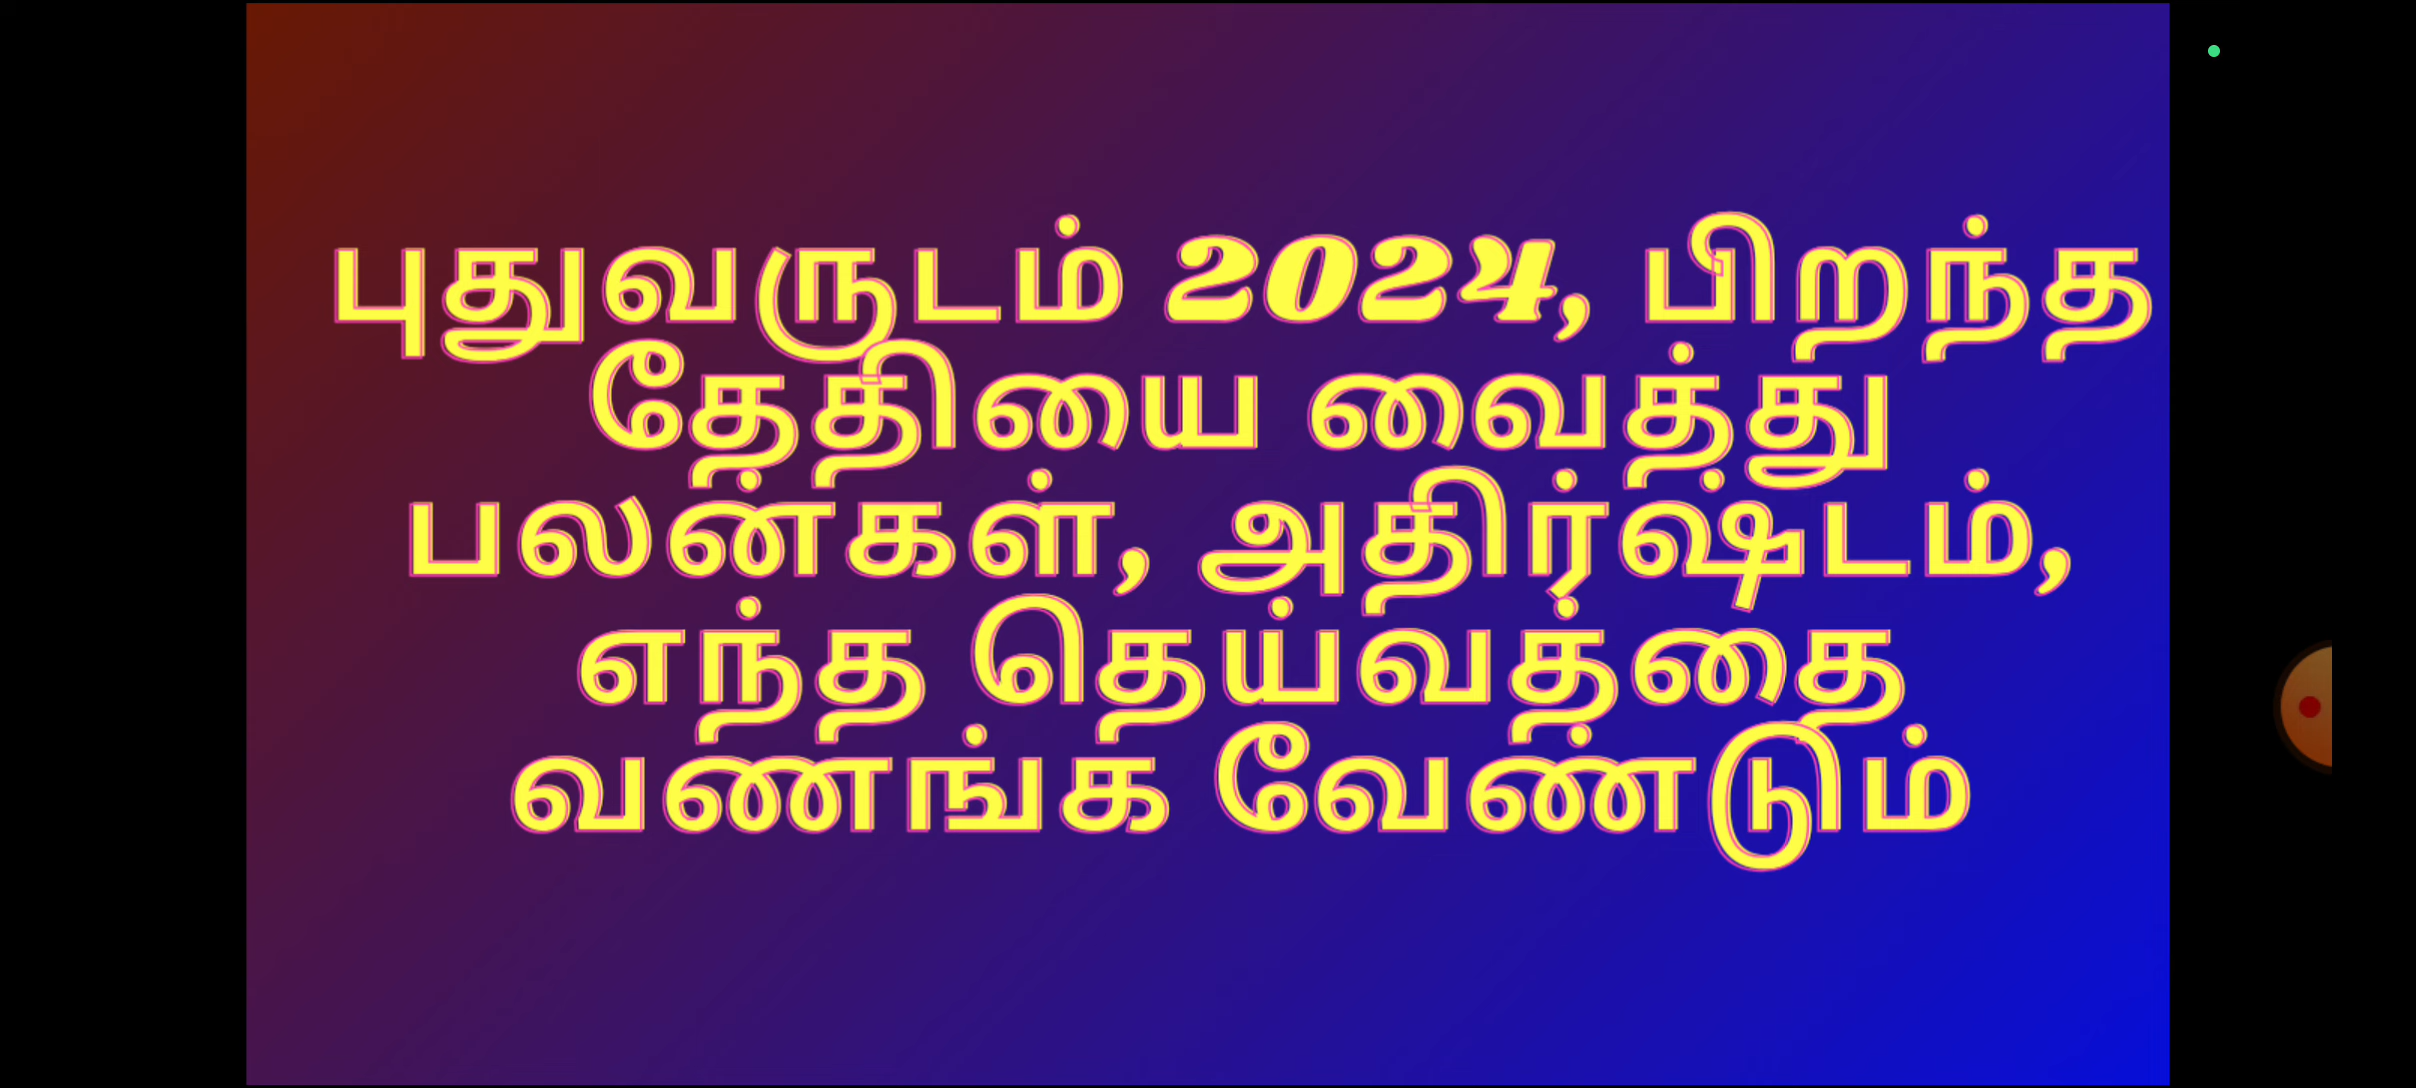 புதுவருடம் 2024, பிறந்த
தேதியை வைத்து
பலன்கள், அதிர்ஷ்டம்,
எந்த தெய்வத்தை
வணங்க வேண்டும்